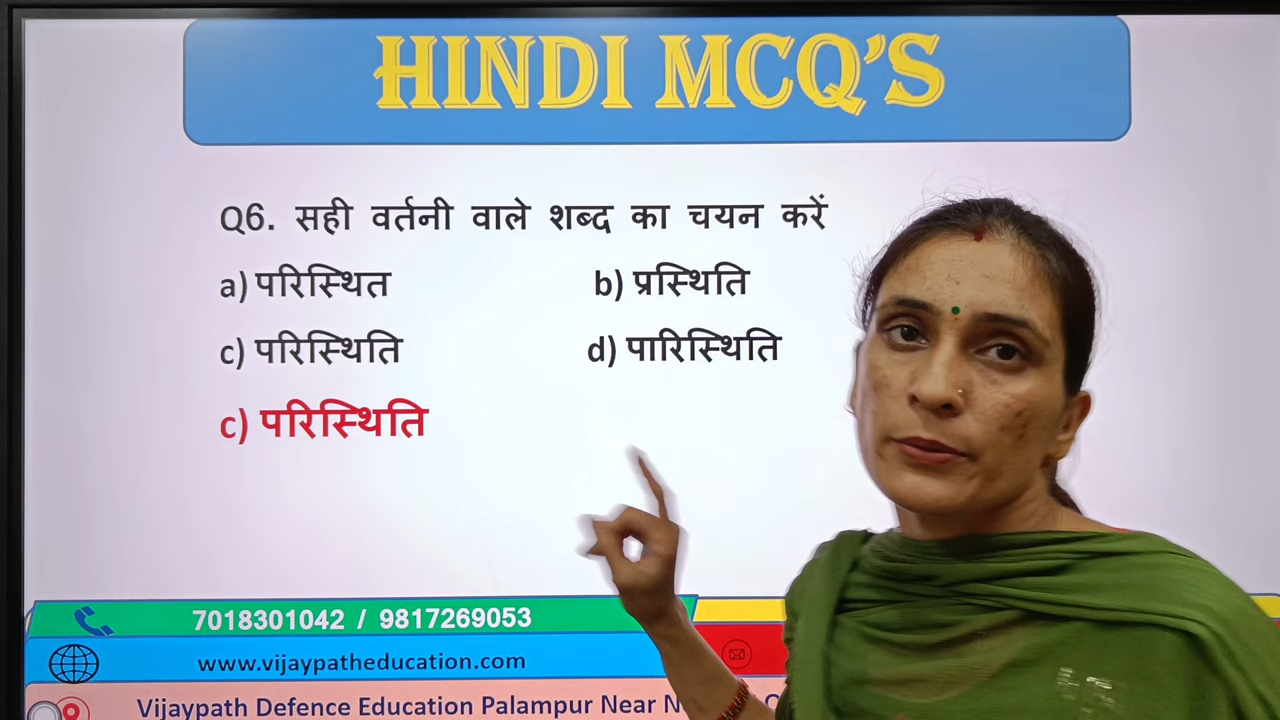 HINDI MCQ'S
Q6. सही वर्तनी वाले शब्द का चयन करें
a) परिस्थित b) प्रस्थिति
c) परिस्थिति d) पारिस्थिति
c) परिस्थिति
7018301042 / 9817269053
www.vijaypatheducation.com
Vijaypath Defence Education Palampur Near